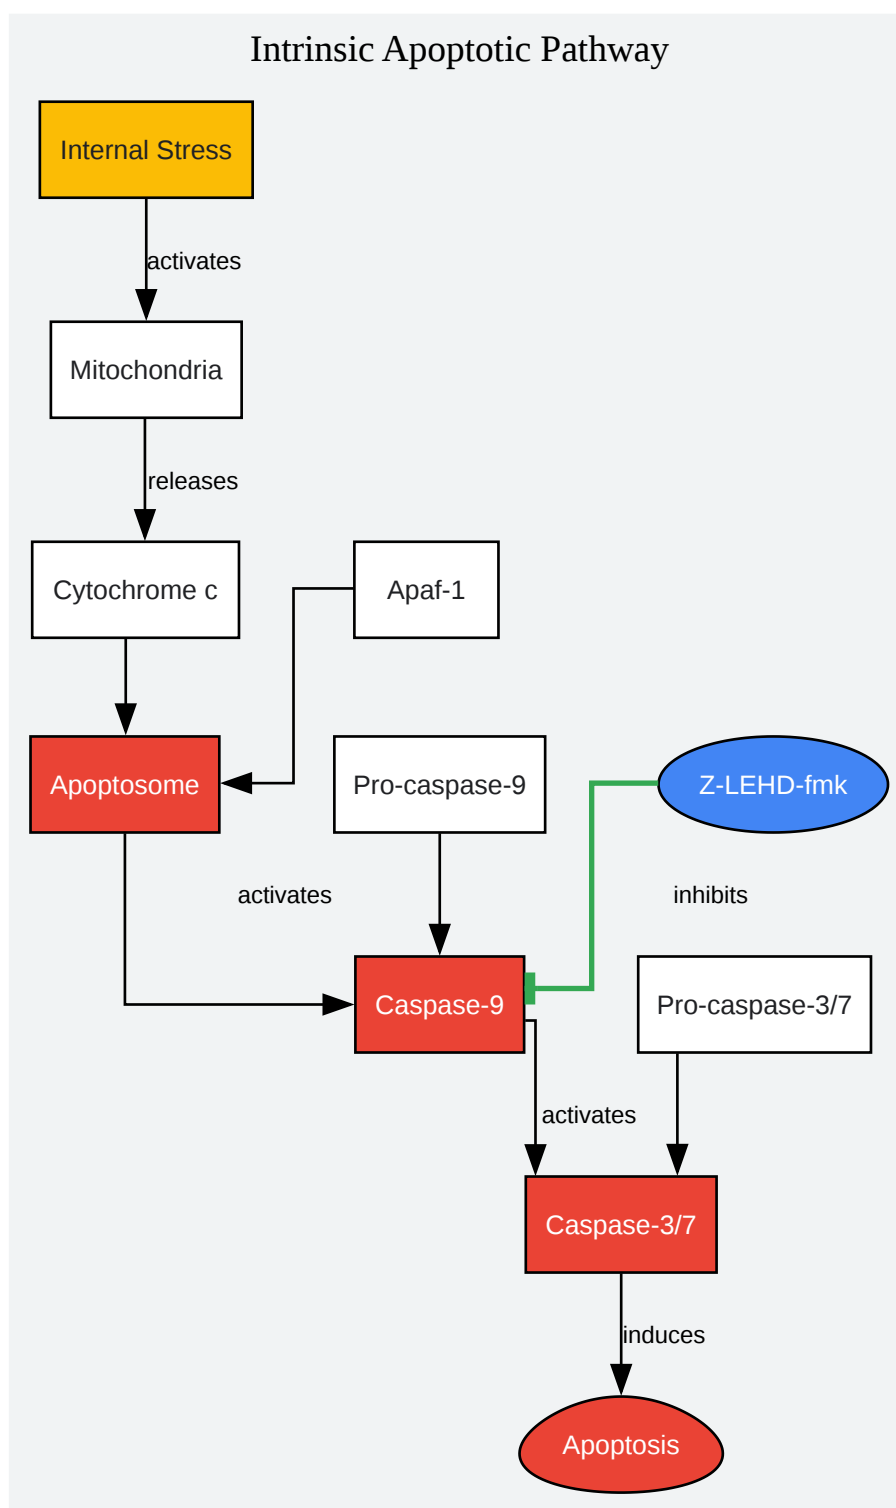 Intrinsic Apoptotic Pathway
Internal Stress
activates
Mitochondria
releases
Cytochrome c
Apaf-1
Apoptosome
Pro-caspase-9
Z-LEHD-fmk
activates
inhibits
Caspase-9
Pro-caspase-3/7
activates
Caspase-3/7
induces
Apoptosis